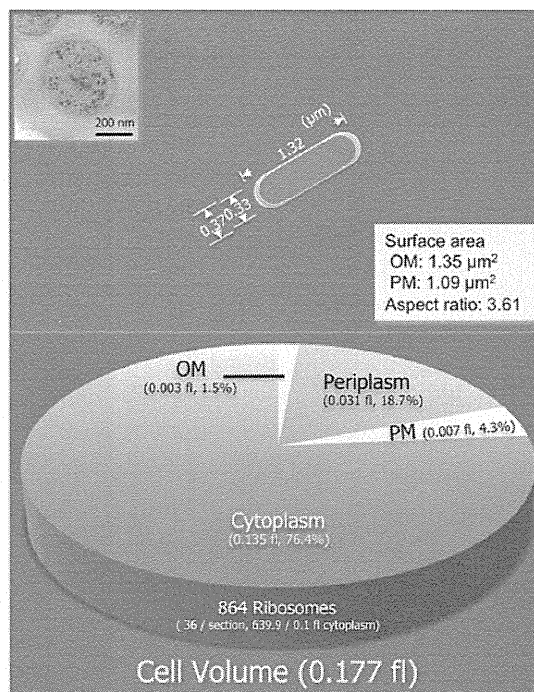 200 nm
(μm)
1.32
0.37
0.33
Surface area
OM: 1.35 μm²
PM: 1.09 μm²
Aspect ratio: 3.61
OM
(0.003 fl, 1.5%)
Periplasm
(0.031 fl, 18.7%)
PM (0.007 fl, 4.3%)
Cytoplasm
(0.135 fl, 76.4%)
864 Ribosomes
( 36 / section, 639.9 / 0.1 fl cytoplasm)
Cell Volume (0.177 fl)